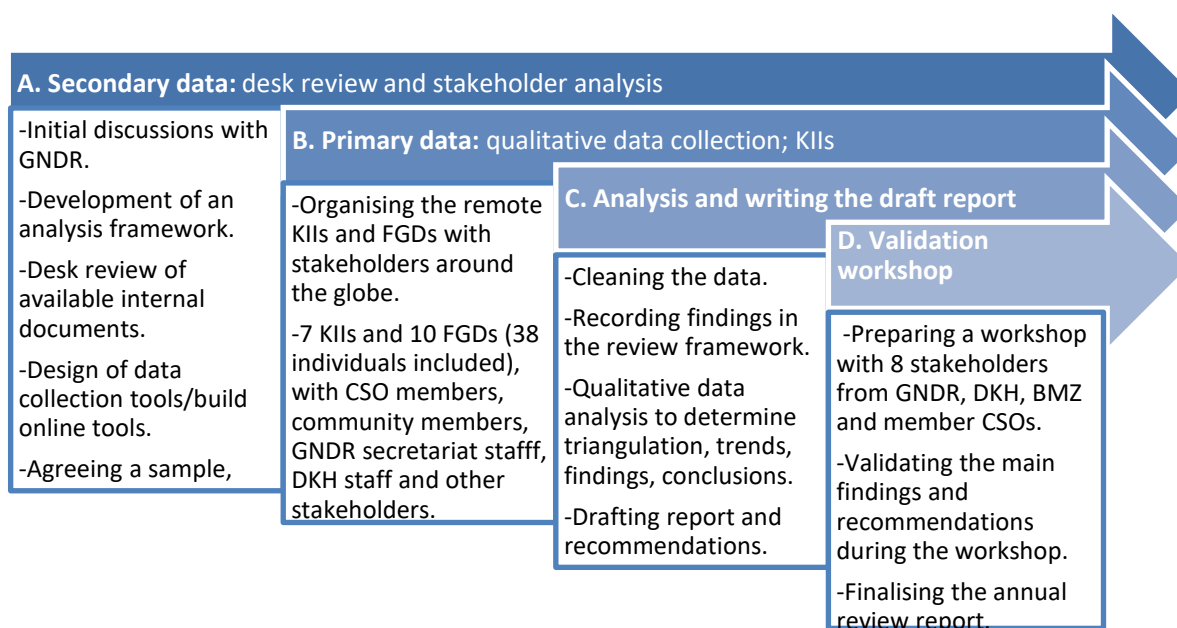 A. Secondary data: desk review and stakeholder analysis
-Initial discussions with
GNDR.
-Development of an
analysis framework.
-Desk review of
available internal
documents.
-Design of data
collection tools/build
online tools.
-Agreeing a sample,
B. Primary data: qualitative data collection; KIIs
-Organising the remote
KIIs and FGDs with
stakeholders around
the globe.
-7 KIIs and 10 FGDs (38
individuals included),
with CSO members,
community members,
GNDR secretariat stafff,
DKH staff and other
stakeholders.
C. Analysis and writing the draft report
-Cleaning the data.
-Recording findings in
the review framework.
-Qualitative data
analysis to determine
triangulation, trends,
findings, conclusions.
-Drafting report and
recommendations.
D. Validation
workshop
-Preparing a workshop
with 8 stakeholders
from GNDR, DKH, BMZ
and member CSOs.
-Validating the main
findings and
recommendations
during the workshop.
-Finalising the annual
review report.